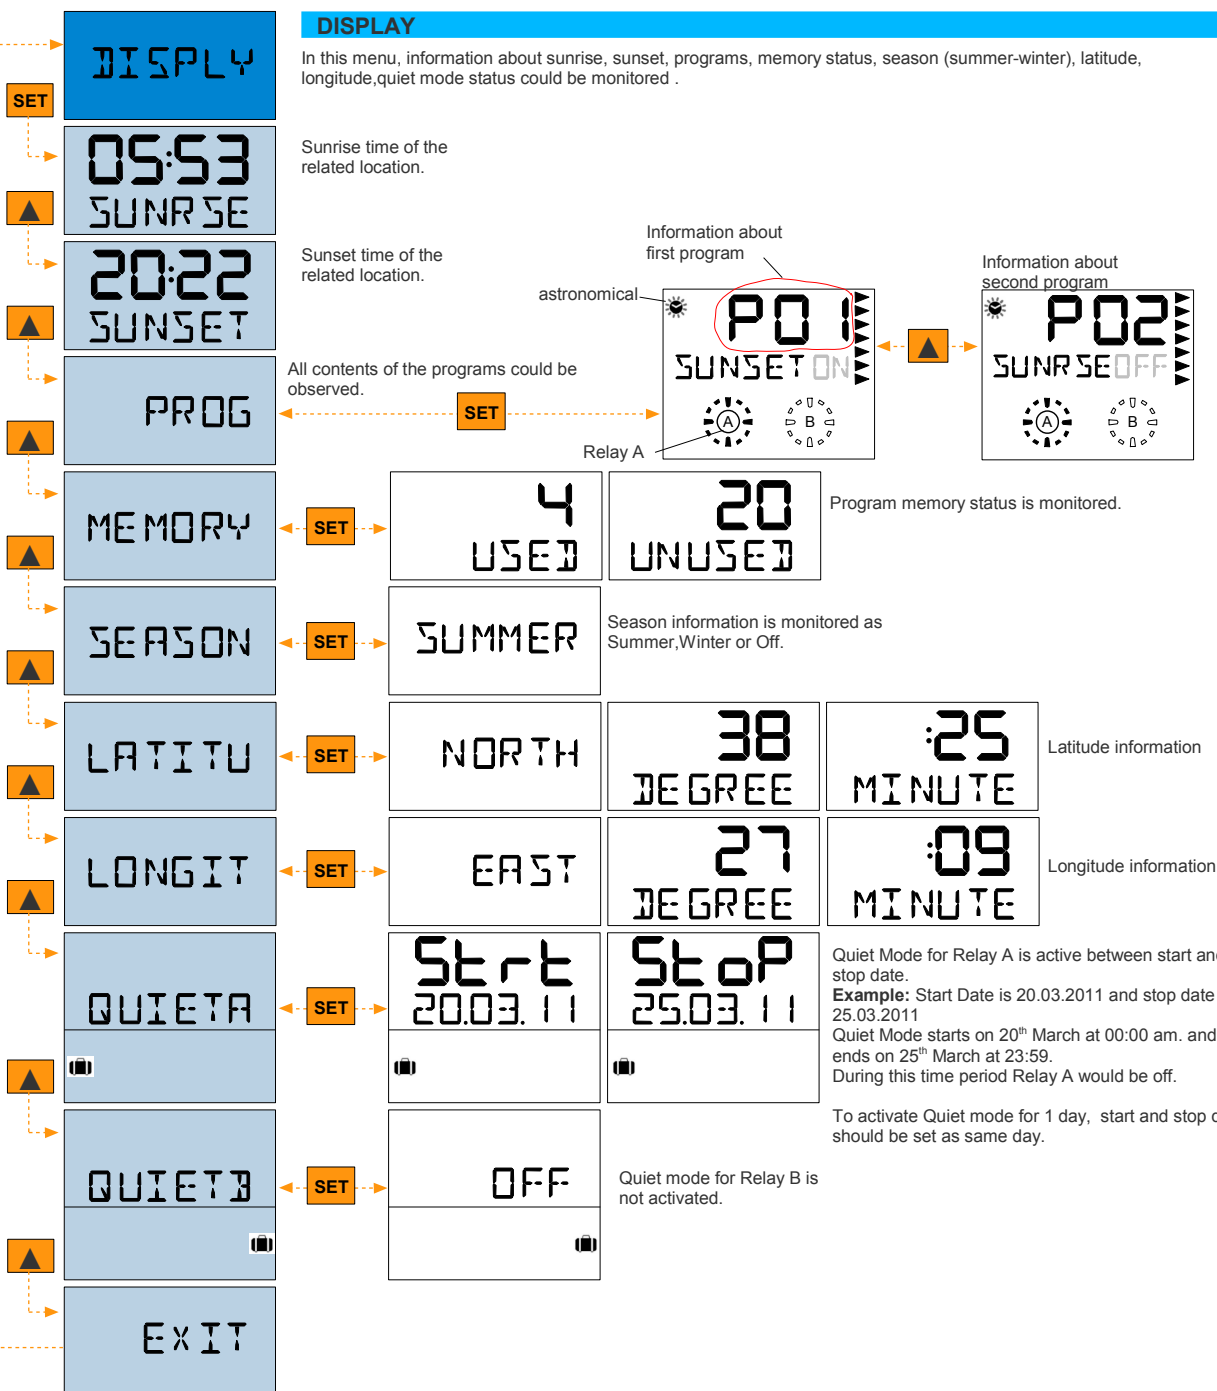 DISPLAY
DISPLY
In this menu, information about sunrise, sunset, programs, memory status, season (summer-winter), latitude,
longitude,quiet mode status could be monitored .
SET
05:53
SUNRSE
Sunrise time of the
related location.
20:22
SUNSET
Sunset time of the
related location.
Information about
first program
astronomical
P01
SUNSET ON
A
B
Relay A
Information about
second program
P02
SUNRSE OFF
A
B
PROG
All contents of the programs could be
observed.
SET
MEMORY
SET
4
USED
20
UNUSED
Program memory status is monitored.
SEASON
SET
SUMMER
Season information is monitored as
Summer,Winter or Off.
LATITU
SET
NORTH
38
DEGREE
:25
MINUTE
Latitude information
LONGIT
SET
EAST
27
DEGREE
:09
MINUTE
Longitude information
QUIETA
SET
Strt
20.03.11
StoP
25.03.11
Quiet Mode for Relay A is active between start and
stop date.
Example: Start Date is 20.03.2011 and stop date
25.03.2011
Quiet Mode starts on 20th March at 00:00 am. and
ends on 25th March at 23:59.
During this time period Relay A would be off.
To activate Quiet mode for 1 day, start and stop
should be set as same day.
QUIETB
SET
OFF
Quiet mode for Relay B is
not activated.
EXIT